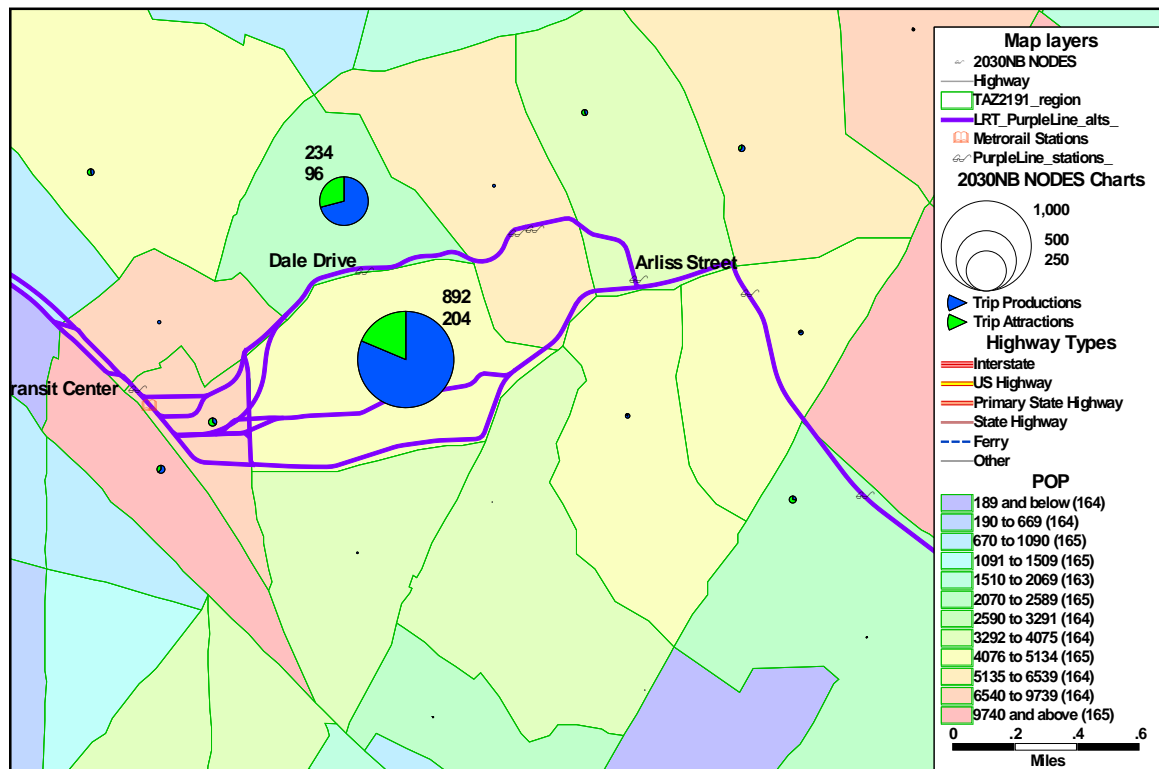 234
96
Dale Drive
Arliss Street
892
204
ransit Center
Map layers
2030NB NODES
Highway
TAZ2191_region
LRT_PurpleLine_alts_
Metrorail Stations
PurpleLine_stations_
2030NB NODES Charts
1,000
500
250
Trip Productions
Trip Attractions
Highway Types
Interstate
US Highway
Primary State Highway
State Highway
Ferry
Other
POP
189 and below (164)
190 to 669 (164)
670 to 1090 (165)
1091 to 1509 (165)
1510 to 2069 (163)
2070 to 2589 (165)
2590 to 3291 (164)
3292 to 4075 (164)
4076 to 5134 (165)
5135 to 6539 (164)
6540 to 9739 (164)
9740 and above (165)
0 .2 .4 .6
Miles